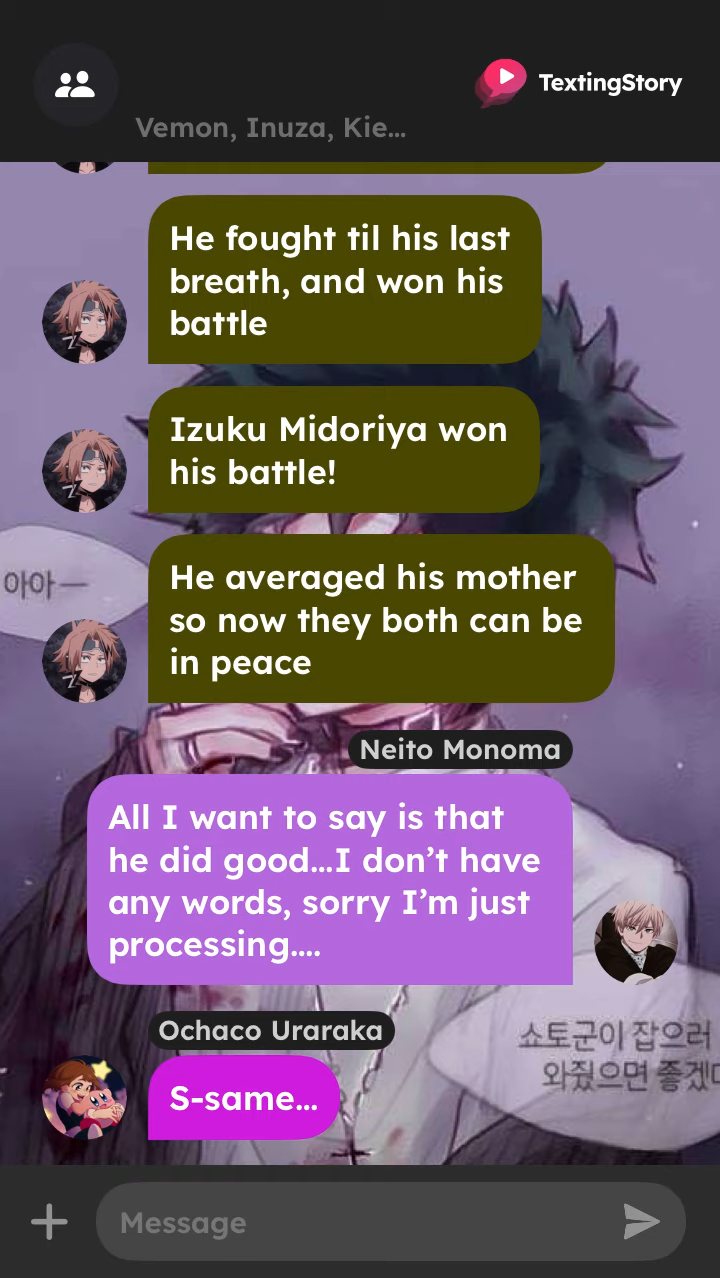 TextingStory
Vemon, Inuza, Kie...
He fought til his last
breath, and won his
battle
Izuku Midoriya won
his battle!
아아ㅡ
He averaged his mother
so now they both can be
in peace
Neito Monoma
All I want to say is that
he did good...I don’t have
any words, sorry I’m just
processing....
쇼토군이 잡으러
와줬으면 좋겠
Ochaco Uraraka
S-same...
Message